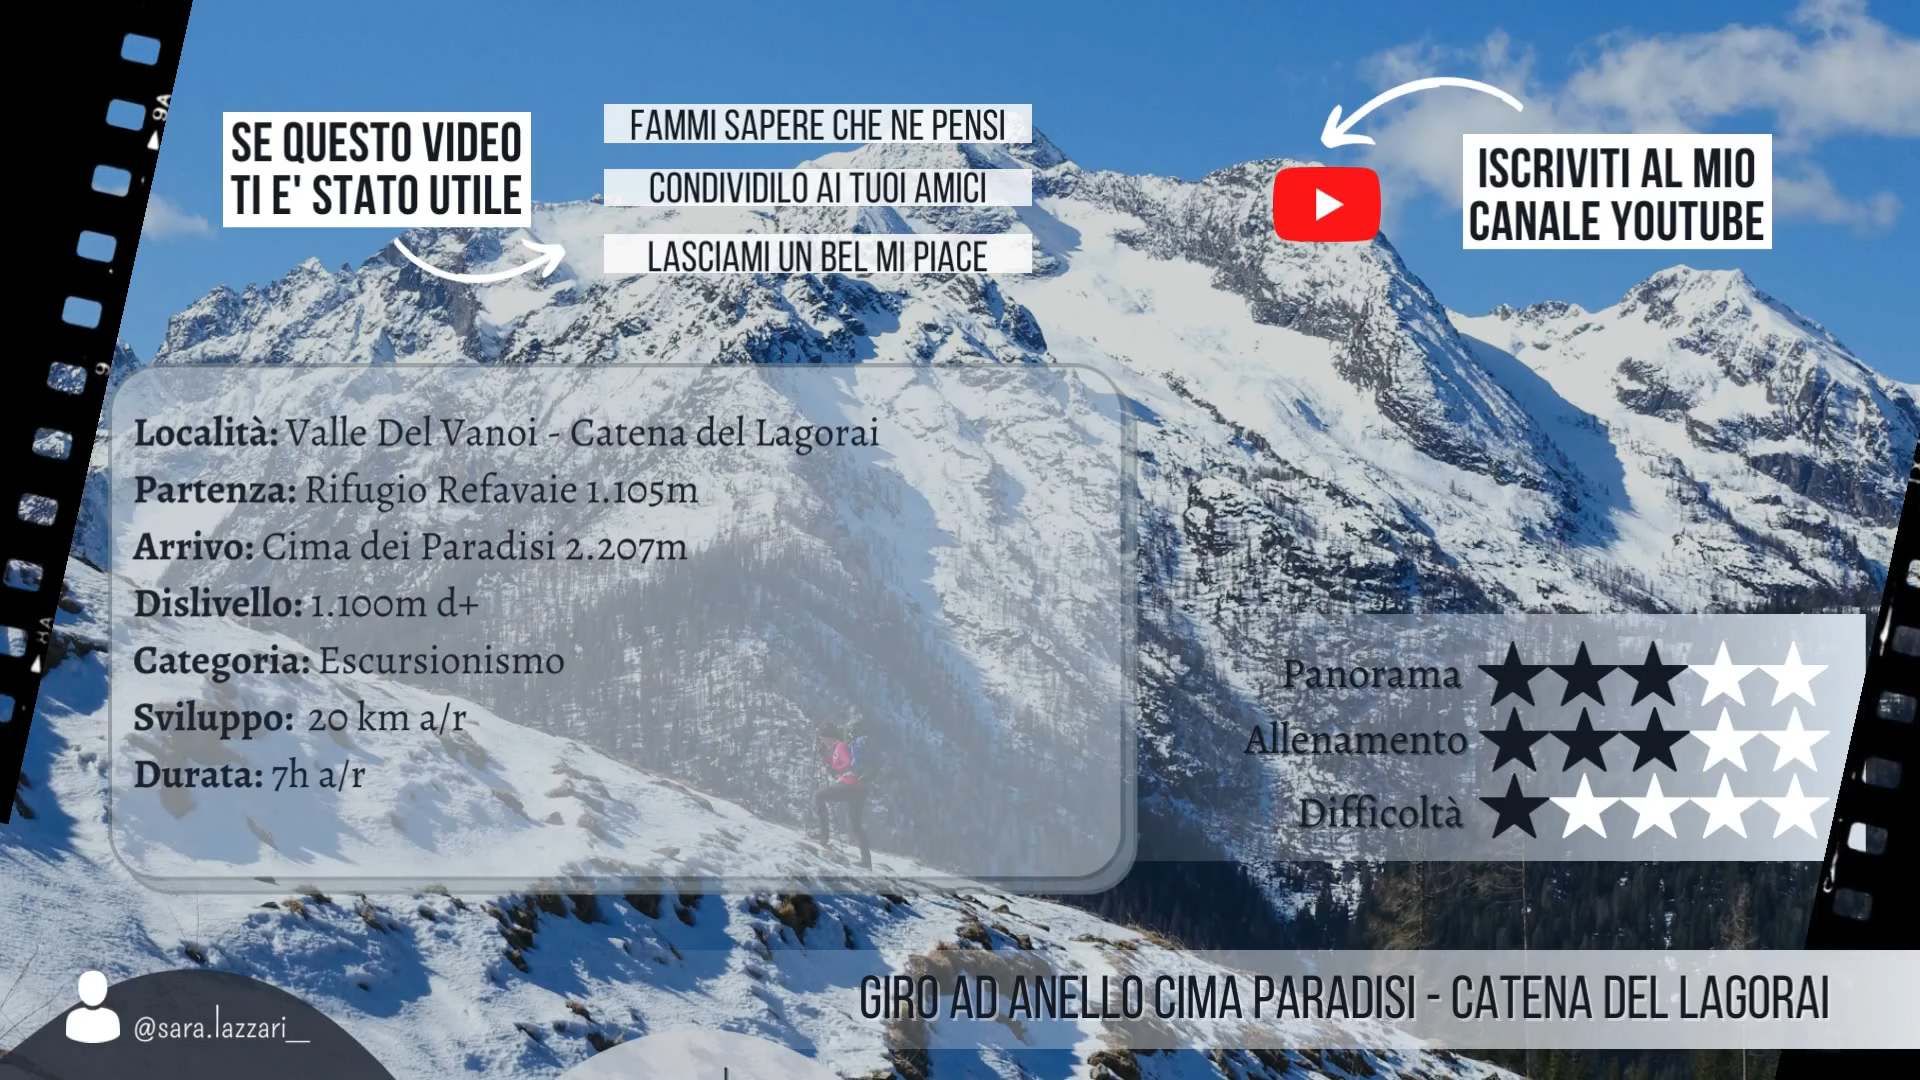 SE QUESTO VIDEO
TI E' STATO UTILE
FAMMI SAPERE CHE NE PENSI
CONDIVIDILO AI TUOI AMICI
LASCIAMI UN BEL MI PIACE
ISCRIVITI AL MIO
CANALE YOUTUBE
Località: Valle Del Vanoi - Catena del Lagorai
Partenza: Rifugio Refavaie 1.105m
Arrivo: Cima dei Paradisi 2.207m
Dislivello: 1.100m d+
Categoria: Escursionismo
Sviluppo: 20 km a/r
Durata: 7h a/r
Panorama
Allenamento
Difficoltà
GIRO AD ANELLO CIMA PARADISI - CATENA DEL LAGORAI
@sara.lazzari__
9A
9